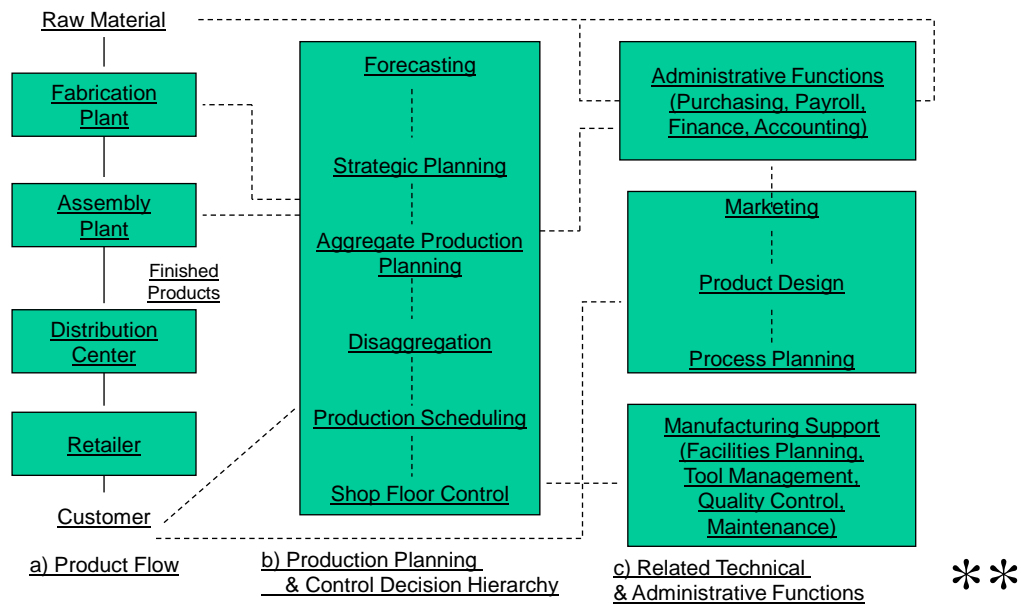 Raw Material
Fabrication
Plant
Assembly
Plant
Finished
Products
Distribution
Center
Retailer
Customer
a) Product Flow
Forecasting
Strategic Planning
Aggregate Production
Planning
Disaggregation
Production Scheduling
Shop Floor Control
b) Production Planning
& Control Decision Hierarchy
Administrative Functions
(Purchasing, Payroll,
Finance, Accounting)
Marketing
Product Design
Process Planning
Manufacturing Support
(Facilities Planning,
Tool Management,
Quality Control,
Maintenance)
c) Related Technical
& Administrative Functions
**